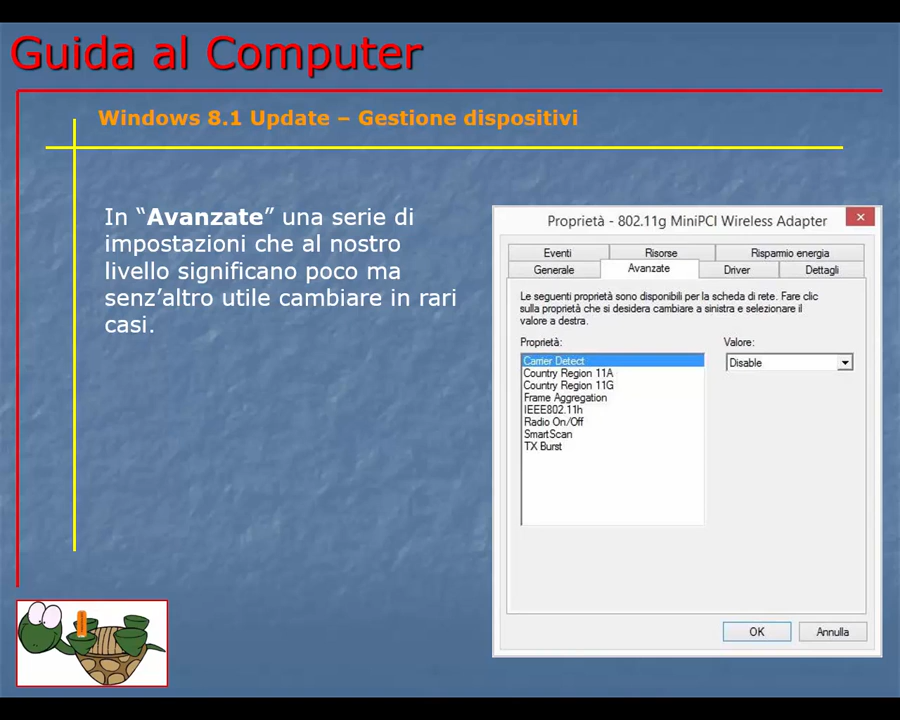 Guida al Computer
Windows 8.1 Update – Gestione dispositivi
In “Avanzate” una serie di
impostazioni che al nostro
livello significano poco ma
senz’altro utile cambiare in rari
casi.
Proprietà - 802.11g MiniPCI Wireless Adapter
Eventi Risorse Risparmio energia
Generale Avanzate Driver Dettagli
Le seguenti proprietà sono disponibili per la scheda di rete. Fare clic
sulla proprietà che si desidera cambiare a sinistra e selezionare il
valore a destra.
Proprietà: Valore:
Carrier Detect Disable
Country Region 11A
Country Region 11G
Frame Aggregation
IEEE802.11h
Radio On/Off
SmartScan
TX Burst
OK Annulla